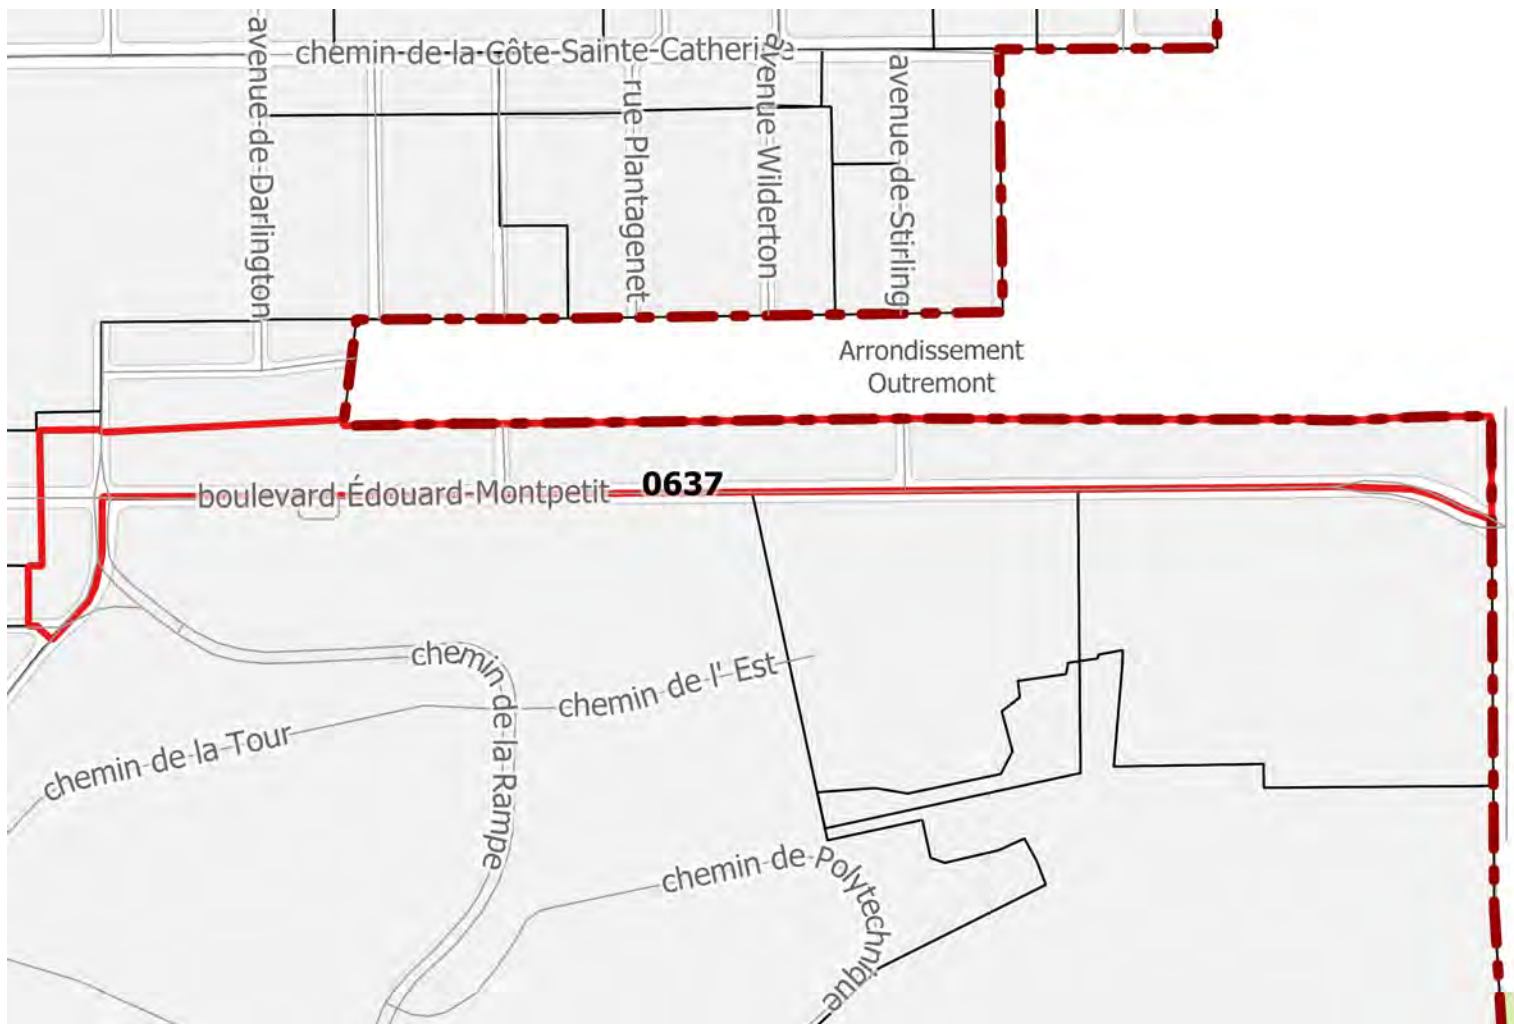 chemin-de-la-Côte-Sainte-Catherine
avenue-de-Darlington
rue-Plantagenet
avenue-Wilderton
avenue-de-Stirling
Arrondissement
Outremont
boulevard-Édouard-Montpetit
0637
chemin-de-la-Rampe
chemin de l'-Est
chemin-de-la-Tour
chemin-de-Polytechnique